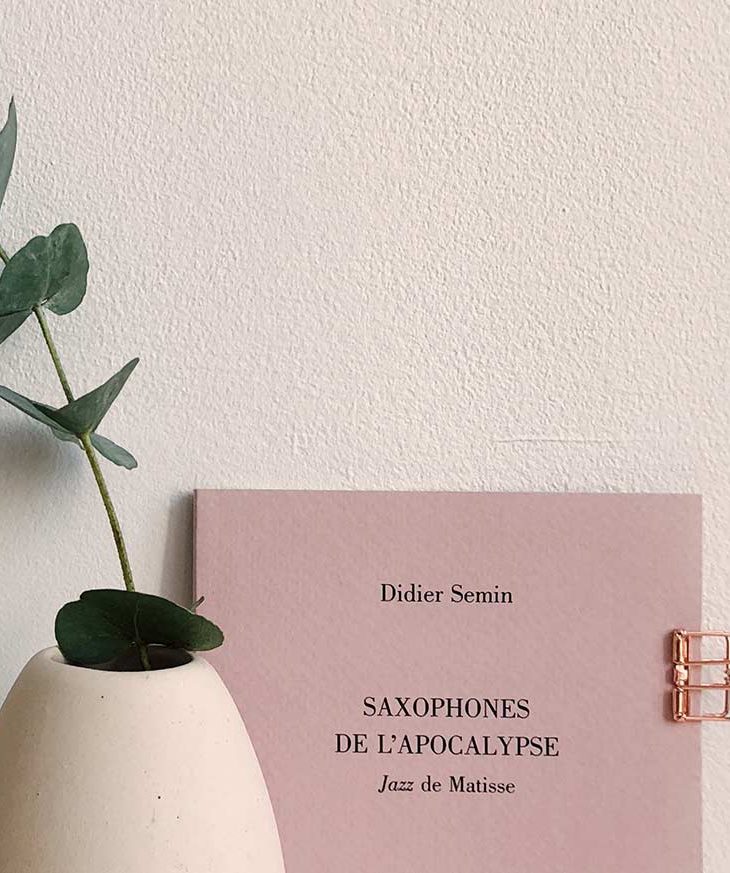 Didier Semin
SAXOPHONES
DE L’APOCALYPSE
Jazz de Matisse